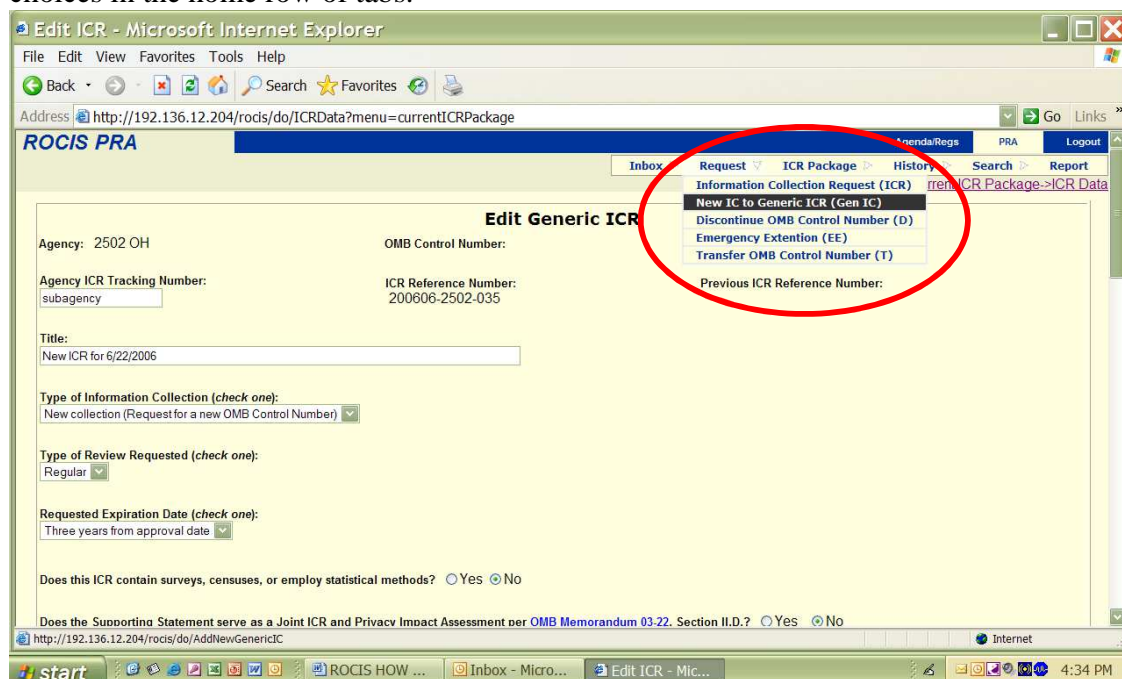 choices in the home row of tabs.
Edit ICR - Microsoft Internet Explorer
File Edit View Favorites Tools Help
Back Search Favorites
Address http://192.136.12.204/rocis/do/ICRData?menu=currentICRPackage Go Links »
ROCIS PRA Agenda/Regs PRA Logout
Inbox Request ICR Package History Search Report
Information Collection Request (ICR) ICR Package->ICR Data
New IC to Generic ICR (Gen IC)
Edit Generic ICR Discontinue OMB Control Number (D)
Agency: 2502 OH OMB Control Number: Emergency Extention (EE)
Transfer OMB Control Number (T)
Agency ICR Tracking Number: ICR Reference Number: Previous ICR Reference Number:
subagency 200606-2502-035
Title:
New ICR for 6/22/2006
Type of Information Collection (check one):
New collection (Request for a new OMB Control Number)
Type of Review Requested (check one):
Regular
Requested Expiration Date (check one):
Three years from approval date
Does this ICR contain surveys, censuses, or employ statistical methods? Yes No
Does the Supporting Statement serve as a Joint ICR and Privacy Impact Assessment per OMB Memorandum 03-22, Section II.D.? Yes No
http://192.136.12.204/rocis/do/AddNewGenericIC Internet
start ROCIS HOW ... Inbox - Micro... Edit ICR - Mic... 4:34 PM